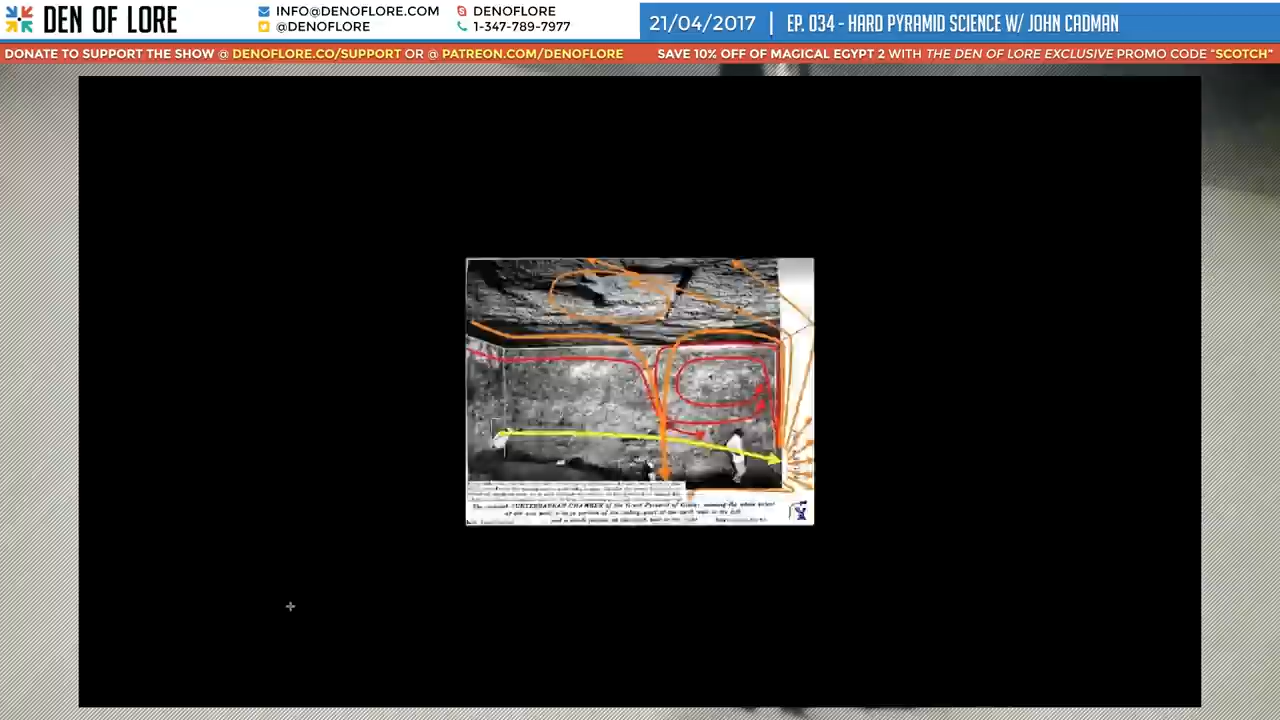 DEN OF LORE
INFO@DENOFLORE.COM
@DENOFLORE
DENOFLORE
1-347-789-7977
21/04/2017 | EP. 034 - HARD PYRAMID SCIENCE W/ JOHN CADMAN
DONATE TO SUPPORT THE SHOW @ DENOFLORE.CO/SUPPORT OR @ PATREON.COM/DENOFLORE
SAVE 10% OFF OF MAGICAL EGYPT 2 WITH THE DEN OF LORE EXCLUSIVE PROMO CODE "SCOTCH"
SUBTERRANEAN CHAMBER of the Great Pyramid of